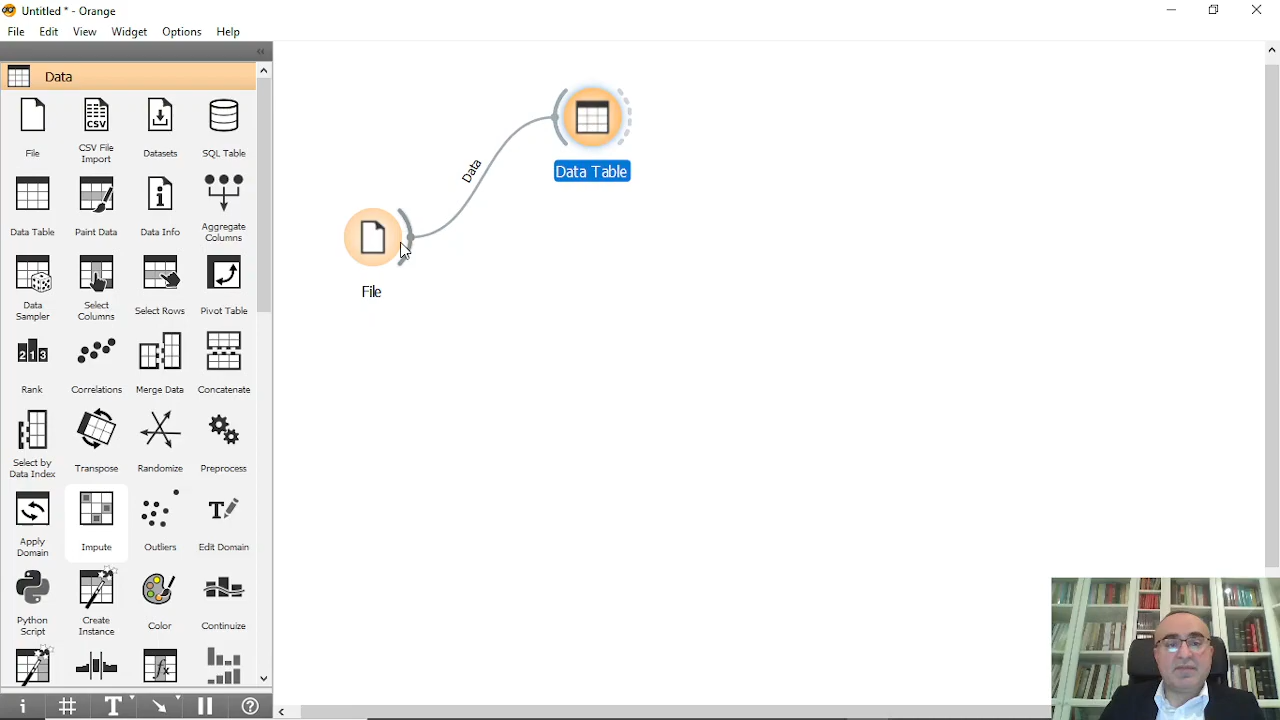 Untitled * - Orange
File Edit View Widget Options Help
Data
File
CSV File Import
Datasets
SQL Table
Data Table
Paint Data
Data Info
Aggregate Columns
Data Sampler
Select Columns
Select Rows
Pivot Table
Rank
Correlations
Merge Data
Concatenate
Select by Data Index
Transpose
Randomize
Preprocess
Apply Domain
Impute
Outliers
Edit Domain
Python Script
Create Instance
Color
Continuize
Data
Data Table
File